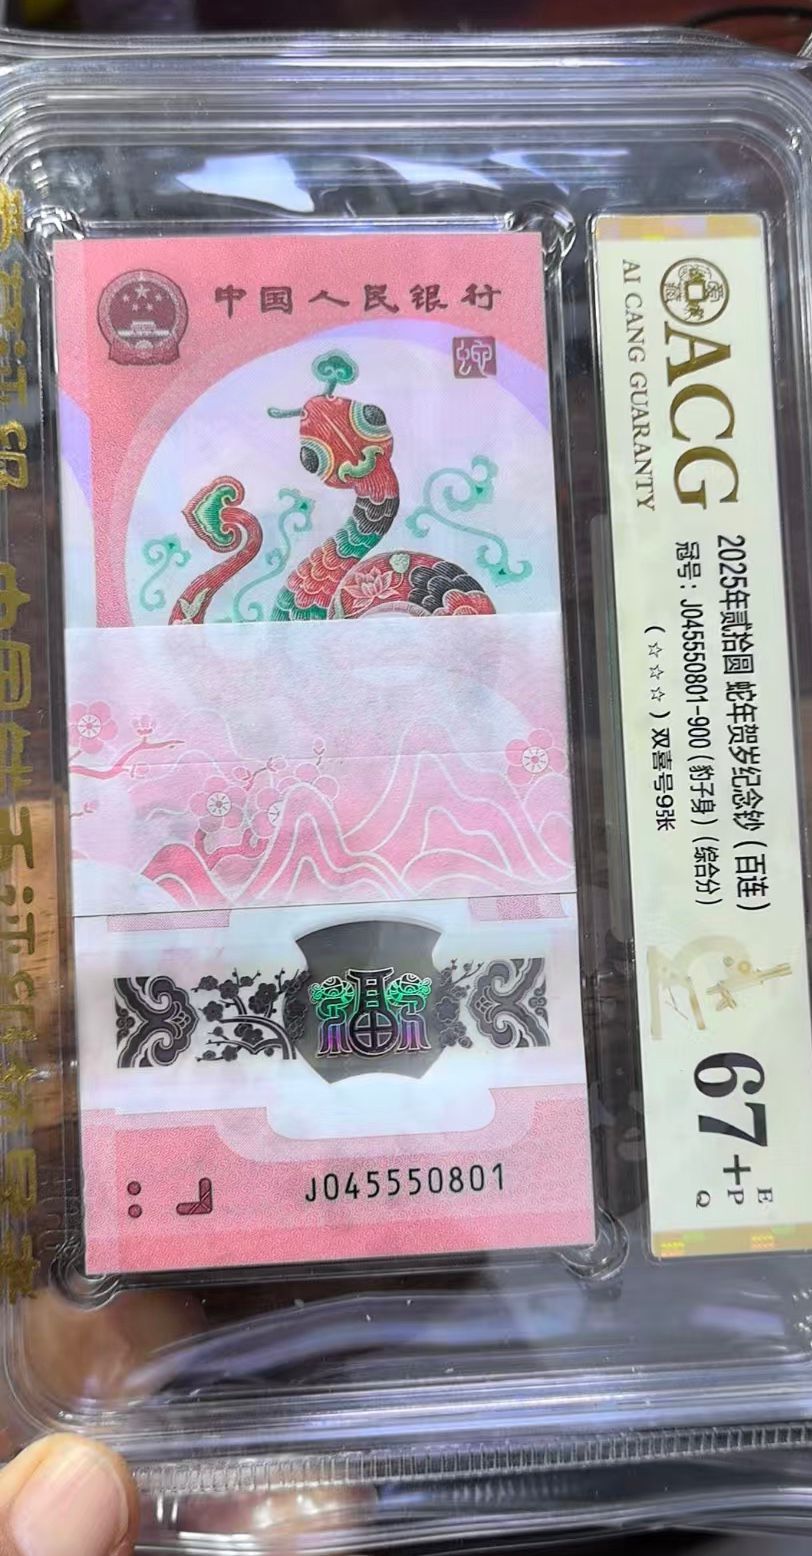 中国人民银行
J045550801
ACG
AI CANG GUARANTY
2025年贰拾圆 蛇年贺岁纪念钞（百连）
冠号：J045550801-900（豹子身）（综合分）
（☆☆☆）双喜号9张
67+
E
P
Q